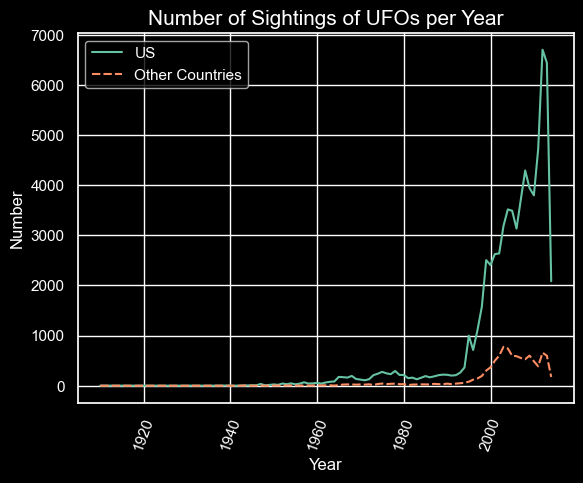 Number of Sightings of UFOs per Year
US
Other Countries
7000
6000
5000
4000
3000
2000
1000
0
Number
1920
1940
1960
1980
2000
Year